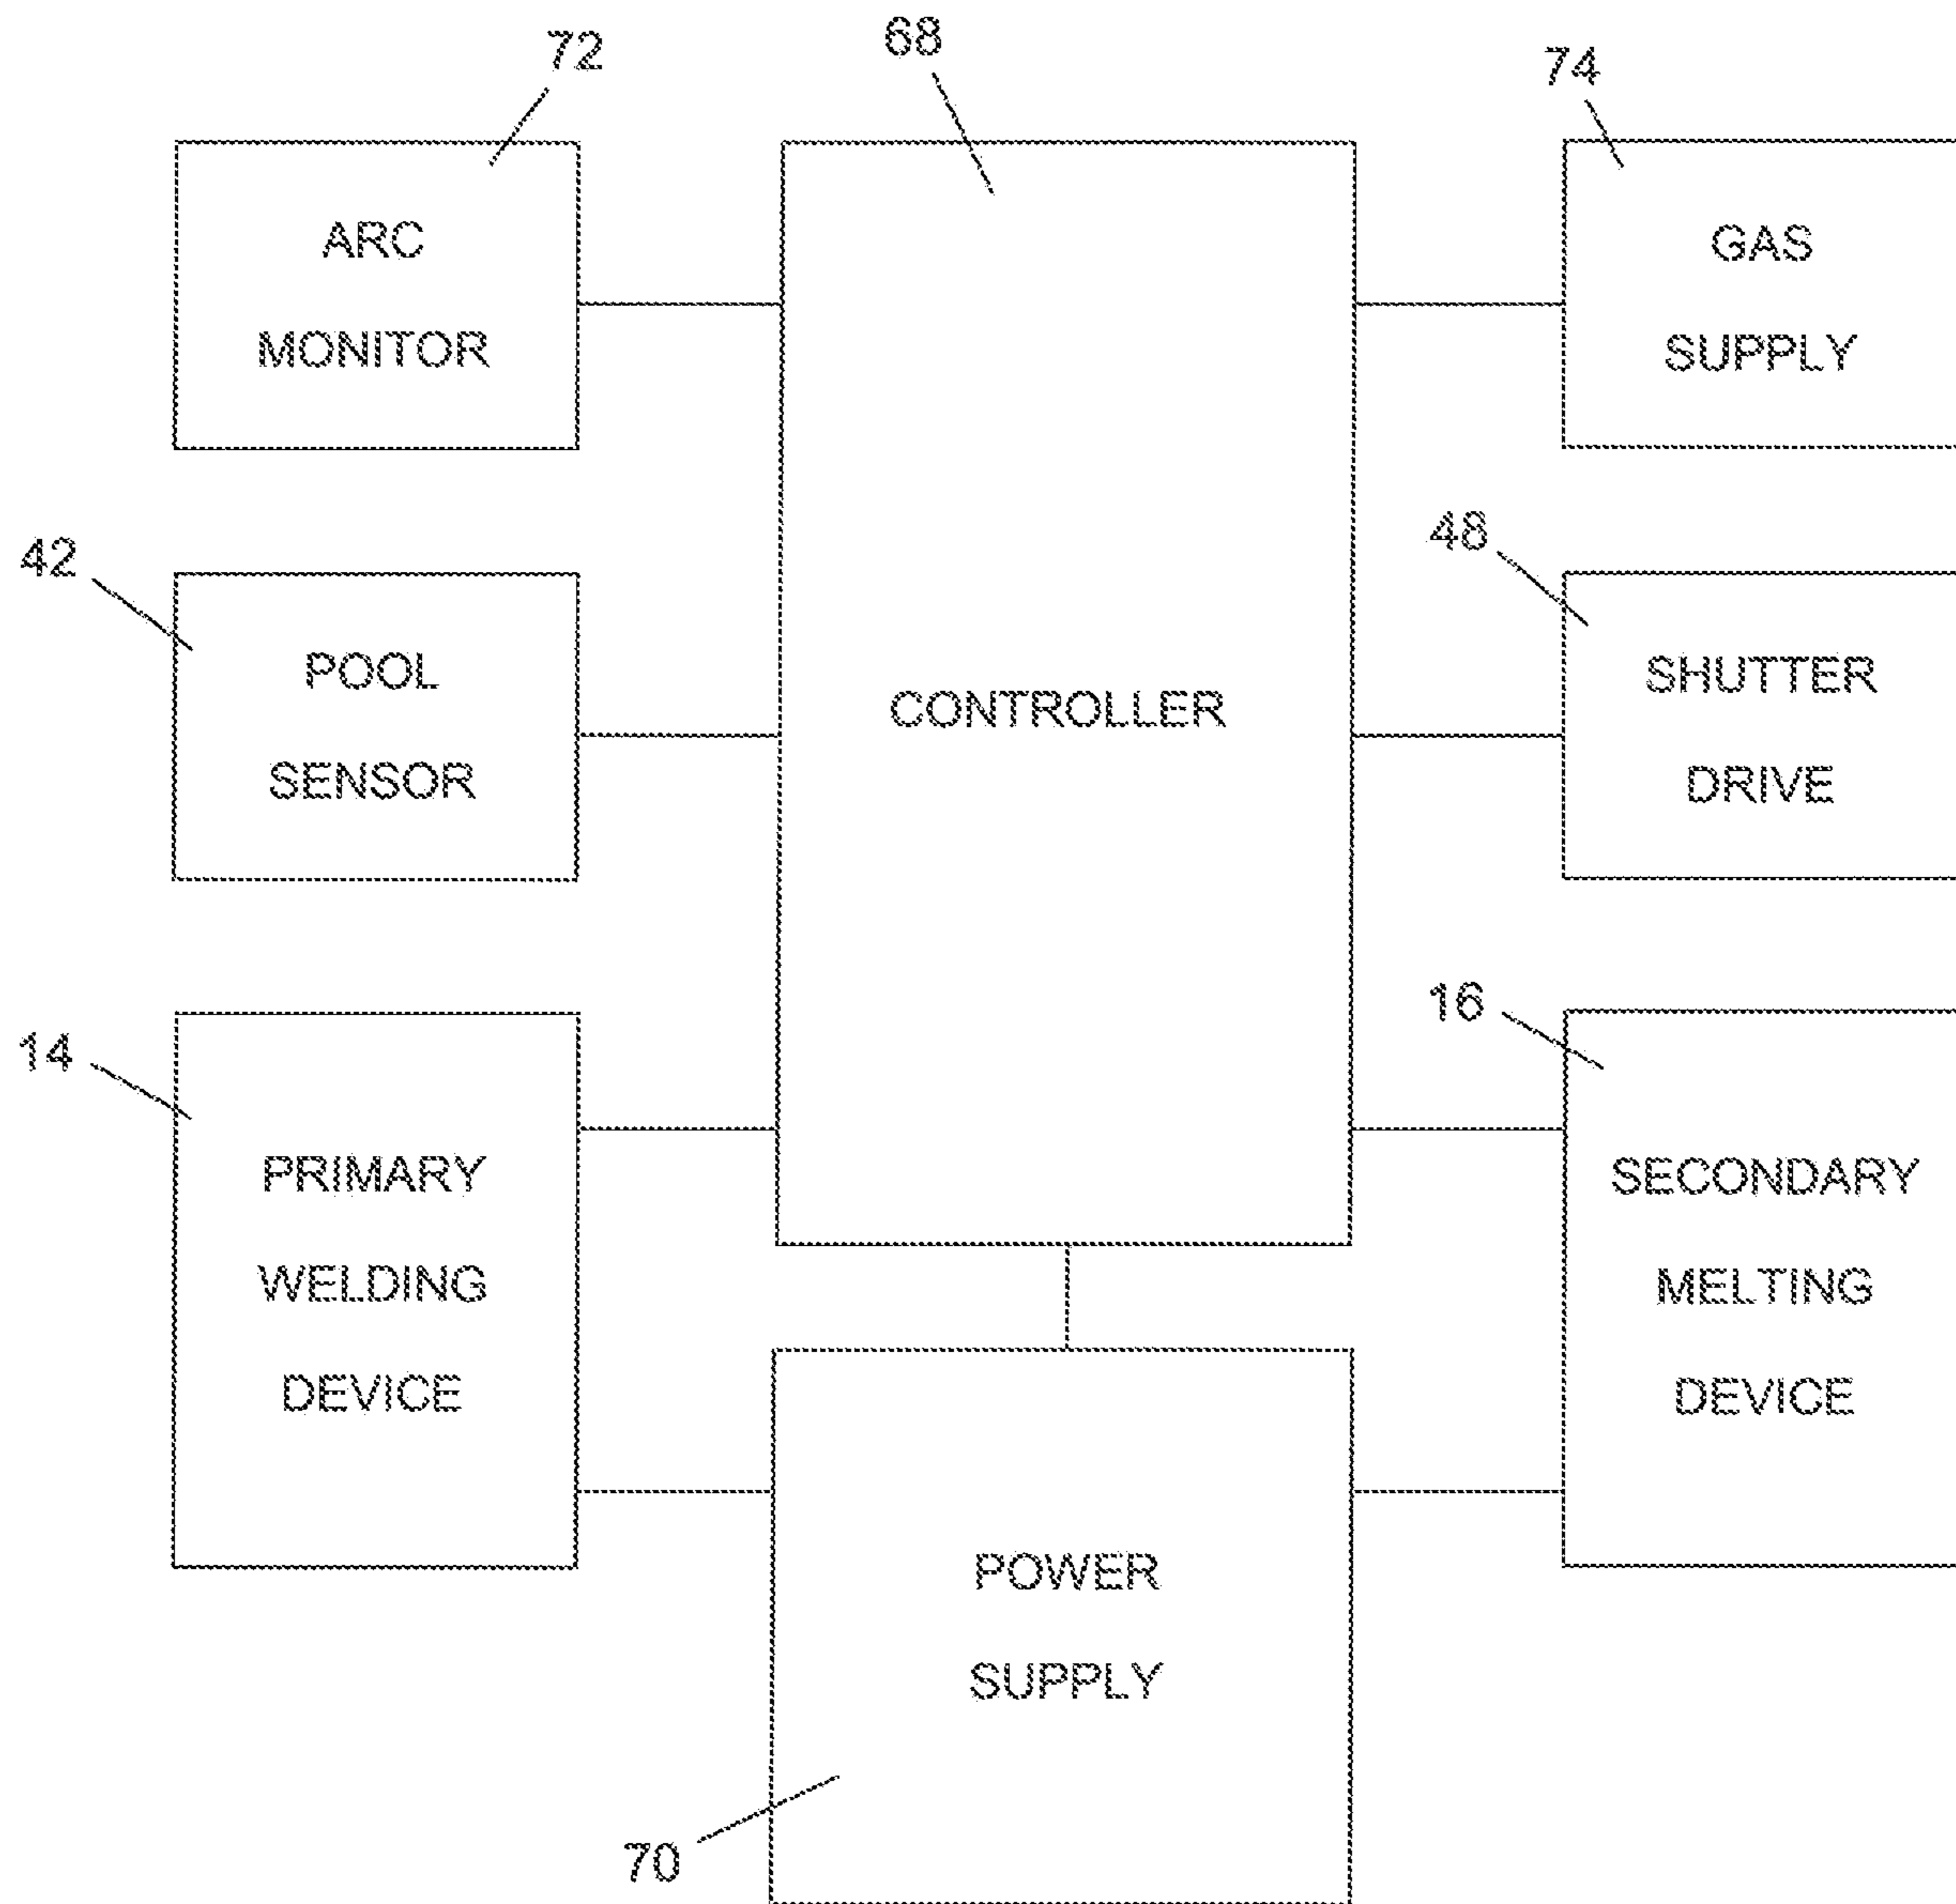 72
68
74
ARC
MONITOR
GAS
SUPPLY
42
48
POOL
SENSOR
CONTROLLER
SHUTTER
DRIVE
14
16
PRIMARY
WELDING
DEVICE
SECONDARY
MELTING
DEVICE
POWER
SUPPLY
70